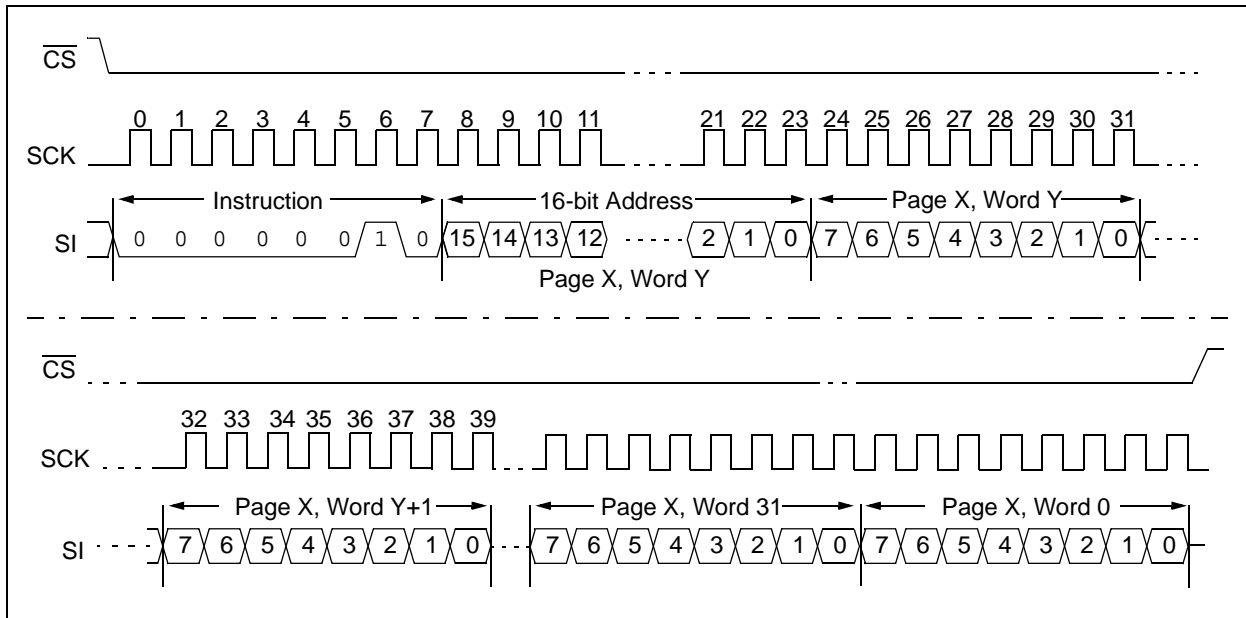 CS
0 1 2 3 4 5 6 7 8 9 10 11 21 22 23 24 25 26 27 28 29 30 31
SCK
Instruction 16-bit Address Page X, Word Y
SI 0 0 0 0 0 0 1 0 15 14 13 12 2 1 0 7 6 5 4 3 2 1 0
Page X, Word Y
CS
32 33 34 35 36 37 38 39
SCK
Page X, Word Y+1 Page X, Word 31 Page X, Word 0
SI 7 6 5 4 3 2 1 0 7 6 5 4 3 2 1 0 7 6 5 4 3 2 1 0